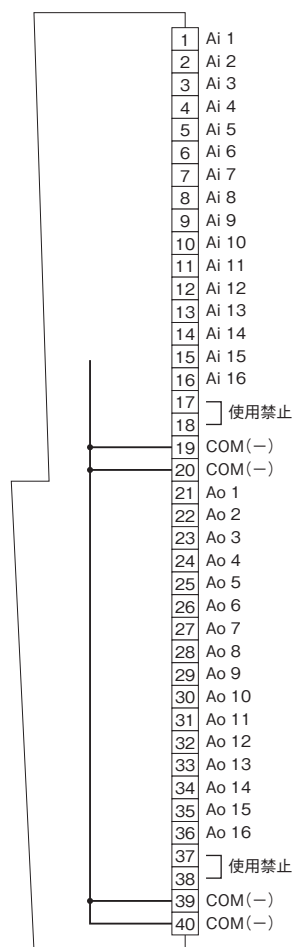 1 Ai 1
2 Ai 2
3 Ai 3
4 Ai 4
5 Ai 5
6 Ai 6
7 Ai 7
8 Ai 8
9 Ai 9
10 Ai 10
11 Ai 11
12 Ai 12
13 Ai 13
14 Ai 14
15 Ai 15
16 Ai 16
17
使用禁止
18
19 COM(−)
20 COM(−)
21 Ao 1
22 Ao 2
23 Ao 3
24 Ao 4
25 Ao 5
26 Ao 6
27 Ao 7
28 Ao 8
29 Ao 9
30 Ao 10
31 Ao 11
32 Ao 12
33 Ao 13
34 Ao 14
35 Ao 15
36 Ao 16
37
使用禁止
38
39 COM(−)
40 COM(−)